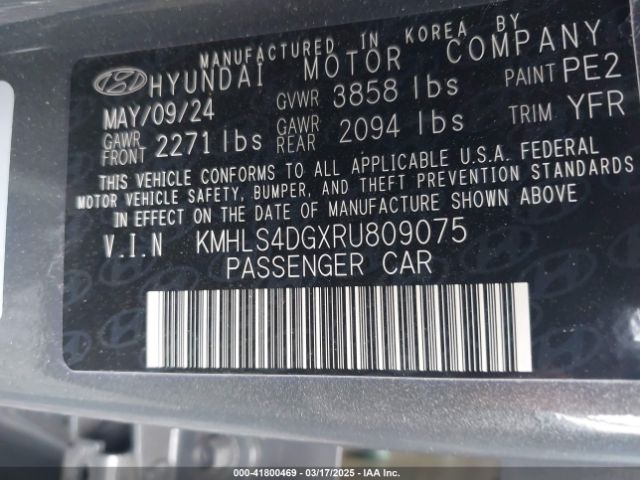 MANUFACTURED IN KOREA BY
HYUNDAI MOTOR COMPANY
MAY/09/24 GVWR 3858 lbs PAINT PE2
GAWR FRONT 2271 lbs GAWR REAR 2094 lbs TRIM YFR
THIS VEHICLE CONFORMS TO ALL APPLICABLE U.S.A. FEDERAL
MOTOR VEHICLE SAFETY, BUMPER, AND THEFT PREVENTION STANDARDS
IN EFFECT ON THE DATE OF MANUFACTURE SHOWN ABOVE
V.I.N KMHLS4DGXRU809075
PASSENGER CAR
000-41800469 - 03/17/2025 - IAA Inc.